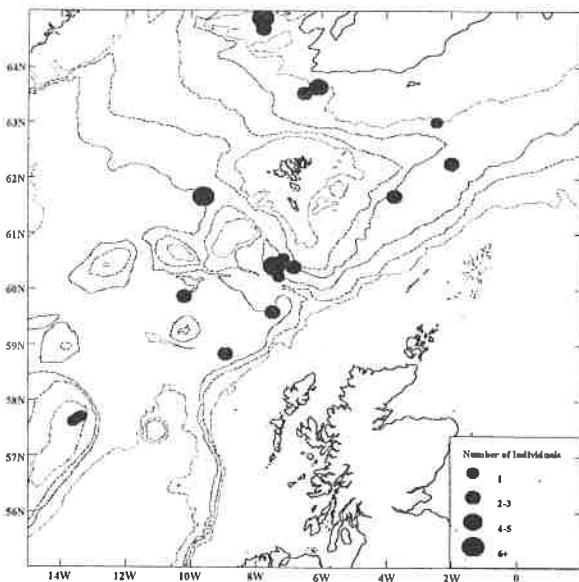 64N
63N
62N
61N
60N
59N
58N
57N
56N
14W 12W 10W 8W 6W 4W 2W
Number of Individuals
1
2-3
4-5
6+